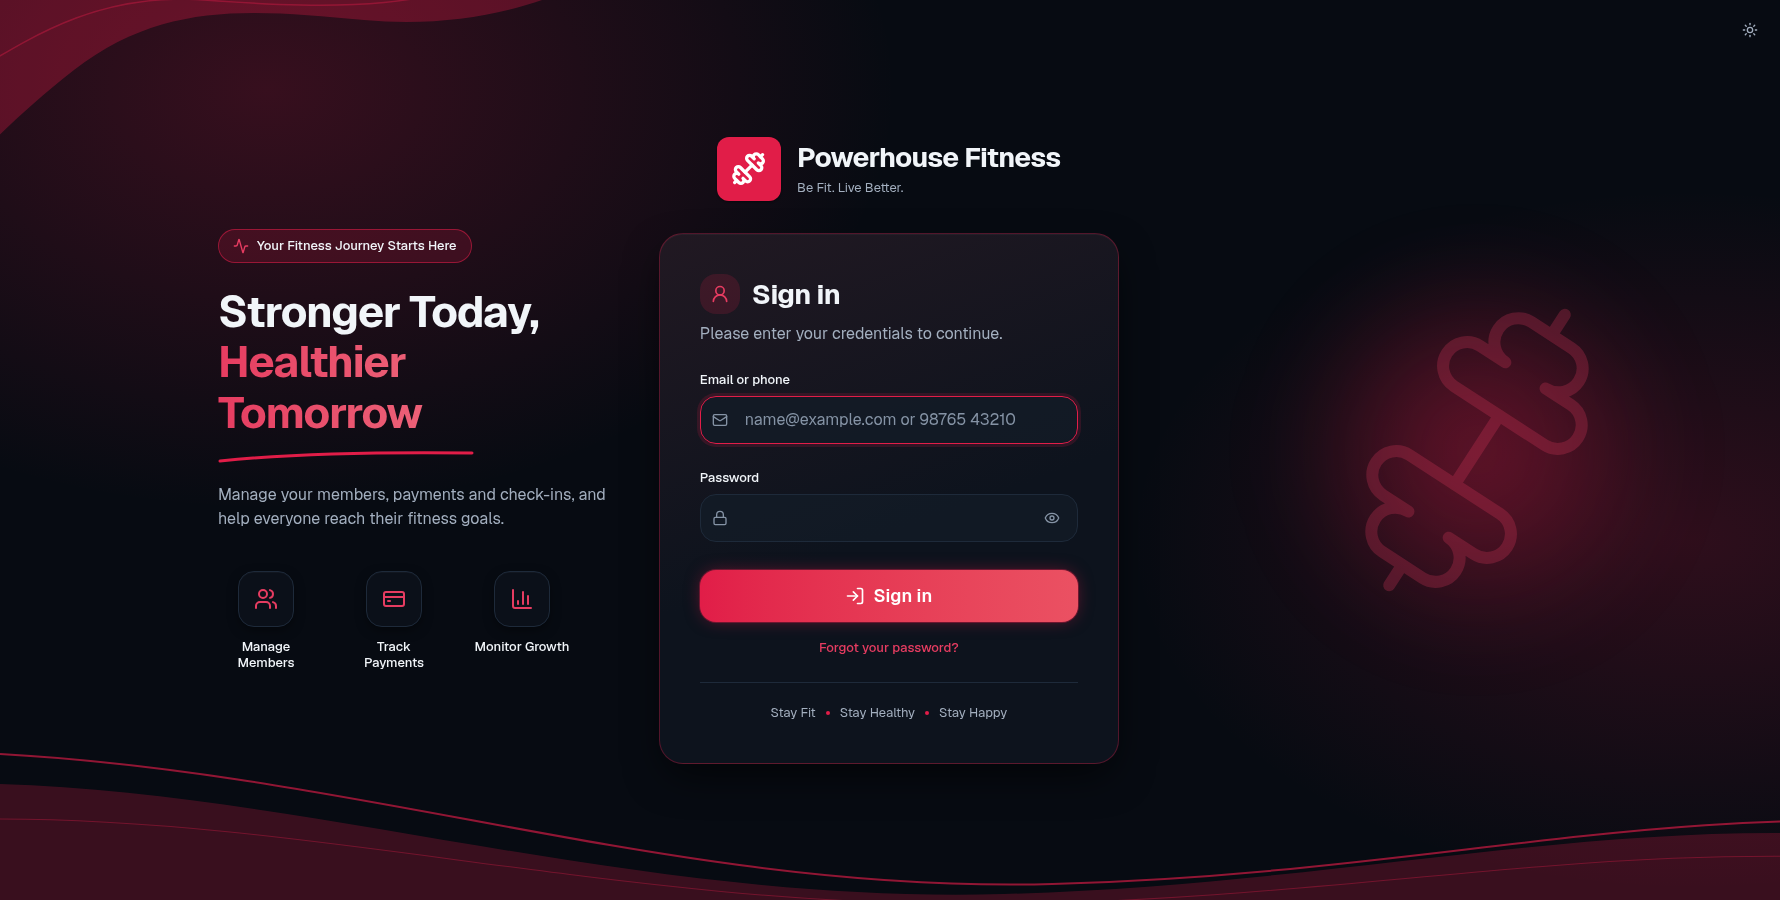 Powerhouse Fitness
Be Fit. Live Better.
Your Fitness Journey Starts Here
Stronger Today,
Healthier
Tomorrow
Manage your members, payments and check-ins, and
help everyone reach their fitness goals.
Manage
Members
Track
Payments
Monitor Growth
Sign in
Please enter your credentials to continue.
Email or phone
name@example.com or 98765 43210
Password
Sign in
Forgot your password?
Stay Fit • Stay Healthy • Stay Happy